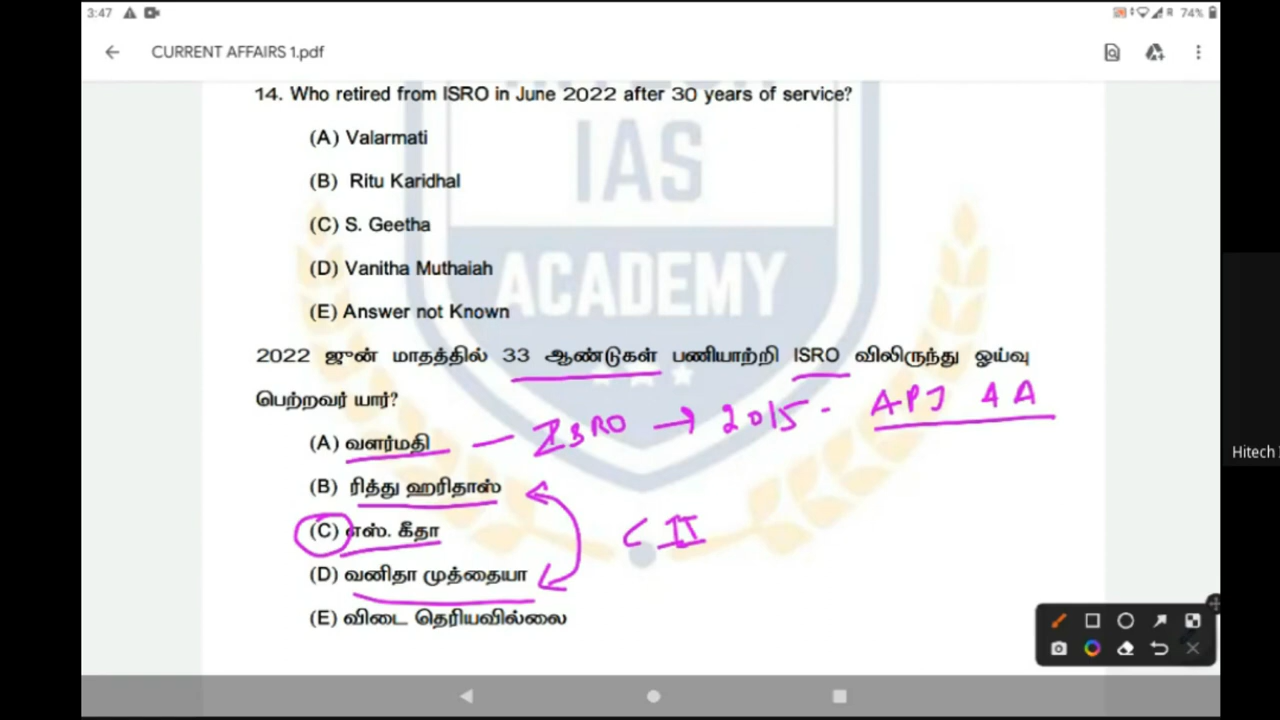 3:47
R 74%
CURRENT AFFAIRS 1.pdf
14. Who retired from ISRO in June 2022 after 30 years of service?
IAS
(A) Valarmati
(B) Ritu Karidhal
(C) S. Geetha
(D) Vanitha Muthaiah
ACADEMY
(E) Answer not Known
2022 ஜுன் மாதத்தில் 33 ஆண்டுகள் பணியாற்றி ISRO விலிருந்து ஓய்வு
பெற்றவர் யார்?
(A) வளர்மதி – ISRO → 2015 - APJ AA
(B) ரித்து ஹரிதாஸ்
(C) எஸ். கீதா
C II
(D) வனிதா முத்தையா
(E) விடை தெரியவில்லை
Hitech